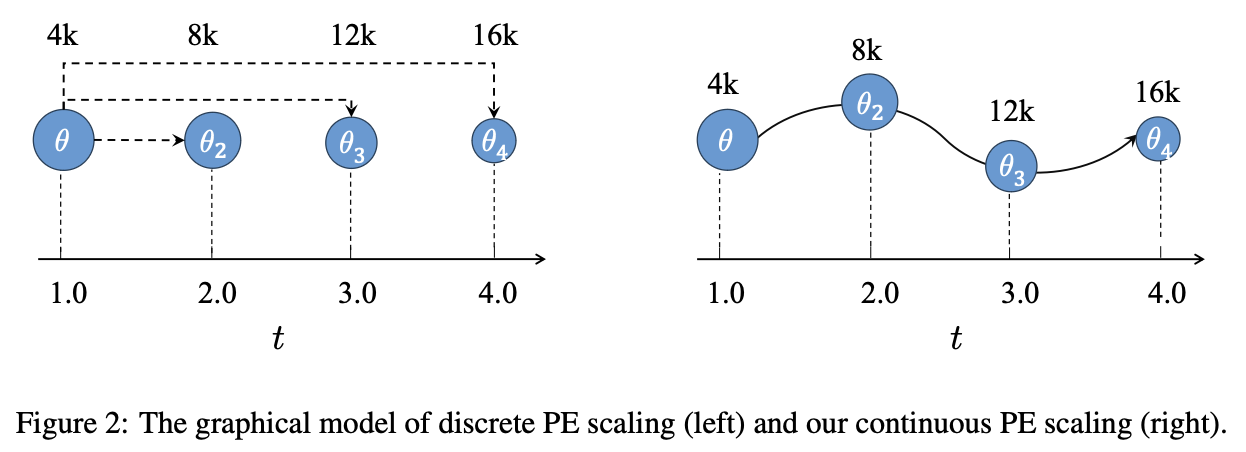 4k 8k 12k 16k
θ θ₂ θ₃ θ₄
1.0 2.0 3.0 4.0
t
8k
4k
16k
12k
θ θ₂ θ₃ θ₄
1.0 2.0 3.0 4.0
t
Figure 2: The graphical model of discrete PE scaling (left) and our continuous PE scaling (right).